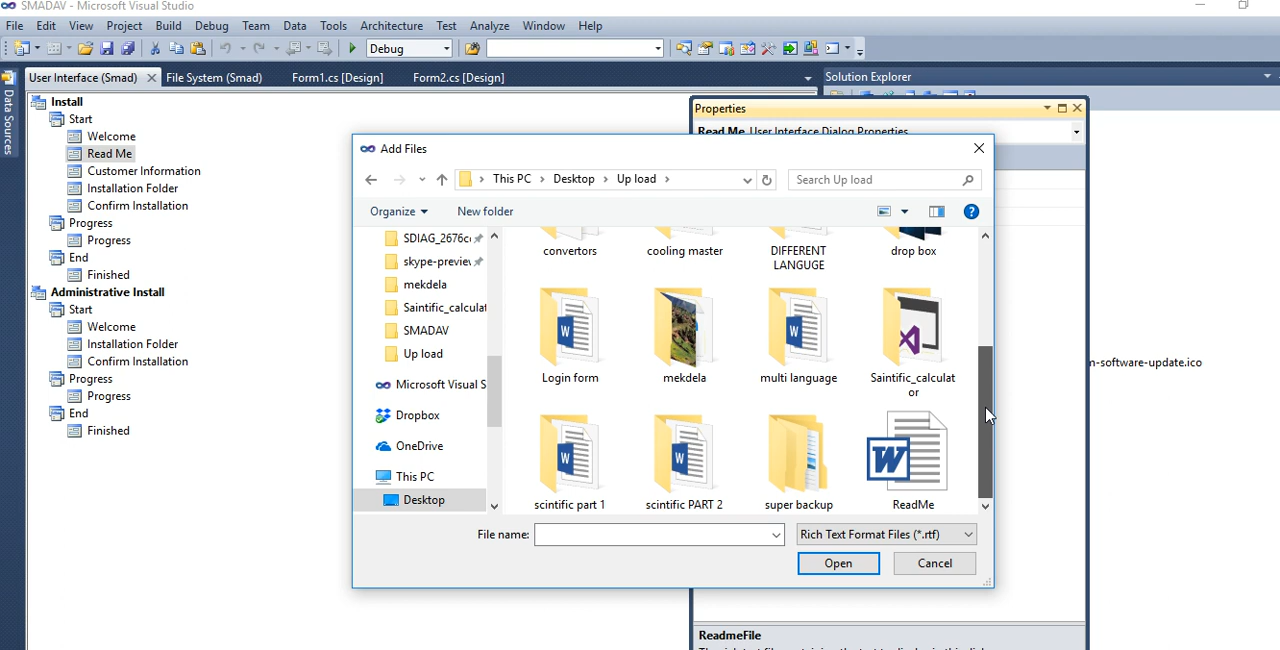 SMADAV - Microsoft Visual Studio
File Edit View Project Build Debug Team Data Tools Architecture Test Analyze Window Help
Debug
User Interface (Smad) File System (Smad) Form1.cs [Design] Form2.cs [Design]
Solution Explorer
Data Sources
Install
Start
Welcome
Read Me
Customer Information
Installation Folder
Confirm Installation
Progress
Progress
End
Finished
Administrative Install
Start
Welcome
Installation Folder
Confirm Installation
Progress
Progress
End
Finished
Properties
Read Me User Interface Dialog Properties
Add Files
This PC Desktop Up load
Search Up load
Organize New folder
SDIAG_2676c
skype-previe
mekdela
Saintific_calculat
SMADAV
Up load
Microsoft Visual S
Dropbox
OneDrive
This PC
Desktop
convertors
cooling master
DIFFERENT
LANGUGE
drop box
Login form
mekdela
multi language
Saintific_calculat
or
scintific part 1
scintific PART 2
super backup
ReadMe
File name:
Rich Text Format Files (*.rtf)
Open Cancel
n-software-update.ico
ReadmeFile